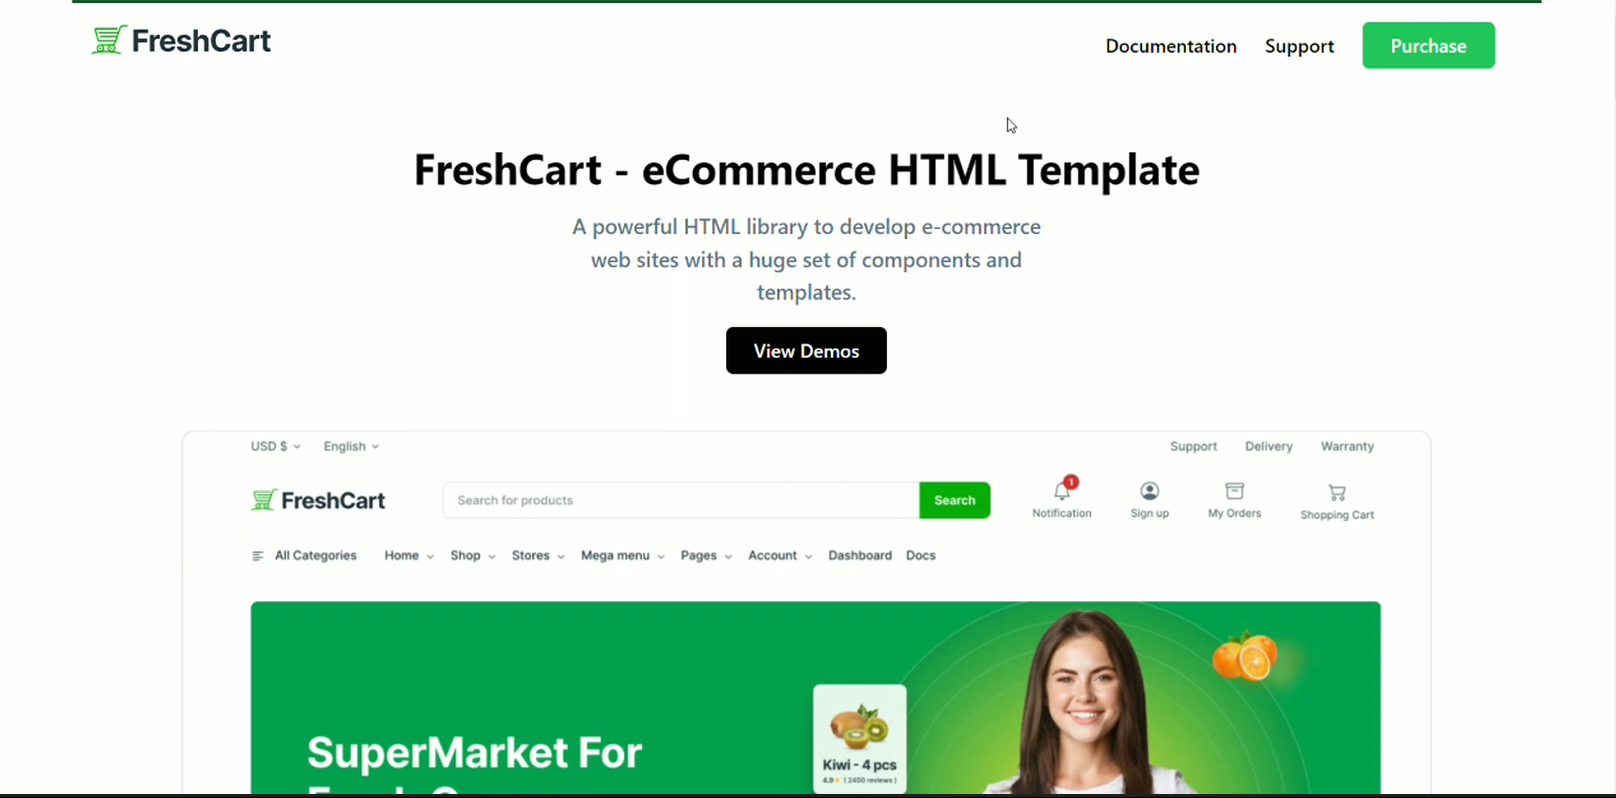 FreshCart
Documentation Support Purchase
FreshCart - eCommerce HTML Template
A powerful HTML library to develop e-commerce
web sites with a huge set of components and
templates.
View Demos
USD $ English Support Delivery Warranty
FreshCart Search for products Search
1
Notification Sign up My Orders Shopping Cart
All Categories Home Shop Stores Mega menu Pages Account Dashboard Docs
SuperMarket For
Kiwi - 4 pcs
4.9 ( 2450 reviews )